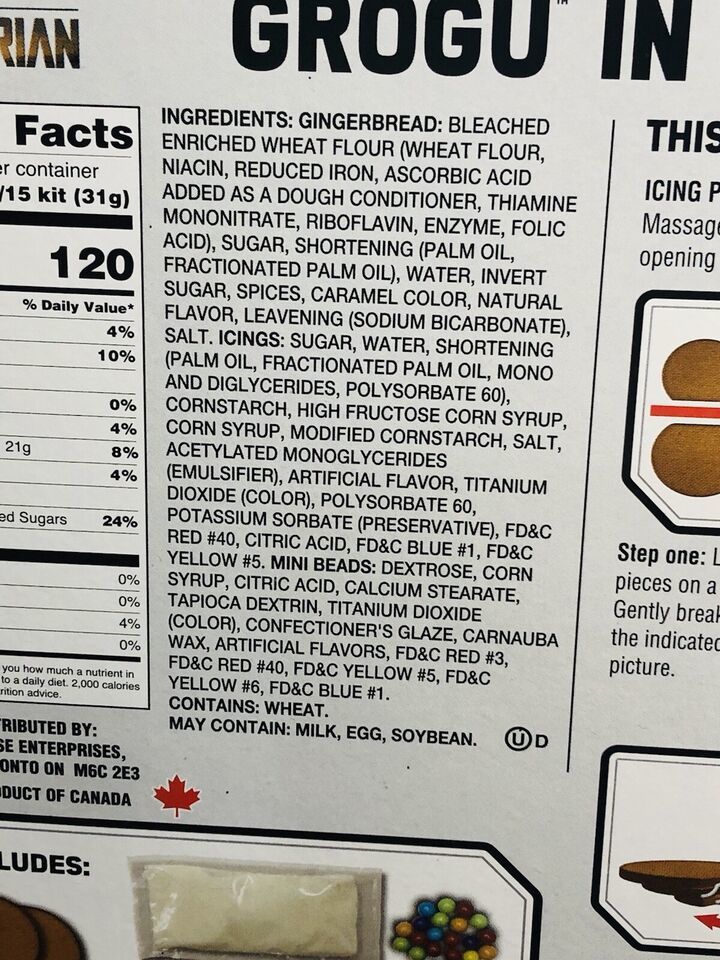 RIAN
GROGU™ IN
Facts
er container
/15 kit (31g)
120
% Daily Value*
4%
10%
0%
4%
21g 8%
4%
ed Sugars 24%
0%
0%
4%
0%
you how much a nutrient in
to a daily diet. 2,000 calories
rition advice.
TRIBUTED BY:
SE ENTERPRISES,
ONTO ON M6C 2E3
DUCT OF CANADA
INGREDIENTS: GINGERBREAD: BLEACHED
ENRICHED WHEAT FLOUR (WHEAT FLOUR,
NIACIN, REDUCED IRON, ASCORBIC ACID
ADDED AS A DOUGH CONDITIONER, THIAMINE
MONONITRATE, RIBOFLAVIN, ENZYME, FOLIC
ACID), SUGAR, SHORTENING (PALM OIL,
FRACTIONATED PALM OIL), WATER, INVERT
SUGAR, SPICES, CARAMEL COLOR, NATURAL
FLAVOR, LEAVENING (SODIUM BICARBONATE),
SALT. ICINGS: SUGAR, WATER, SHORTENING
(PALM OIL, FRACTIONATED PALM OIL, MONO
AND DIGLYCERIDES, POLYSORBATE 60),
CORNSTARCH, HIGH FRUCTOSE CORN SYRUP,
CORN SYRUP, MODIFIED CORNSTARCH, SALT,
ACETYLATED MONOGLYCERIDES
(EMULSIFIER), ARTIFICIAL FLAVOR, TITANIUM
DIOXIDE (COLOR), POLYSORBATE 60,
POTASSIUM SORBATE (PRESERVATIVE), FD&C
RED #40, CITRIC ACID, FD&C BLUE #1, FD&C
YELLOW #5. MINI BEADS: DEXTROSE, CORN
SYRUP, CITRIC ACID, CALCIUM STEARATE,
TAPIOCA DEXTRIN, TITANIUM DIOXIDE
(COLOR), CONFECTIONER'S GLAZE, CARNAUBA
WAX, ARTIFICIAL FLAVORS, FD&C RED #3,
FD&C RED #40, FD&C YELLOW #5, FD&C
YELLOW #6, FD&C BLUE #1.
CONTAINS: WHEAT.
MAY CONTAIN: MILK, EGG, SOYBEAN. Ⓤ D
THIS
ICING P
Massage
opening
Step one: L
pieces on a
Gently break
the indicated
picture.
LUDES: